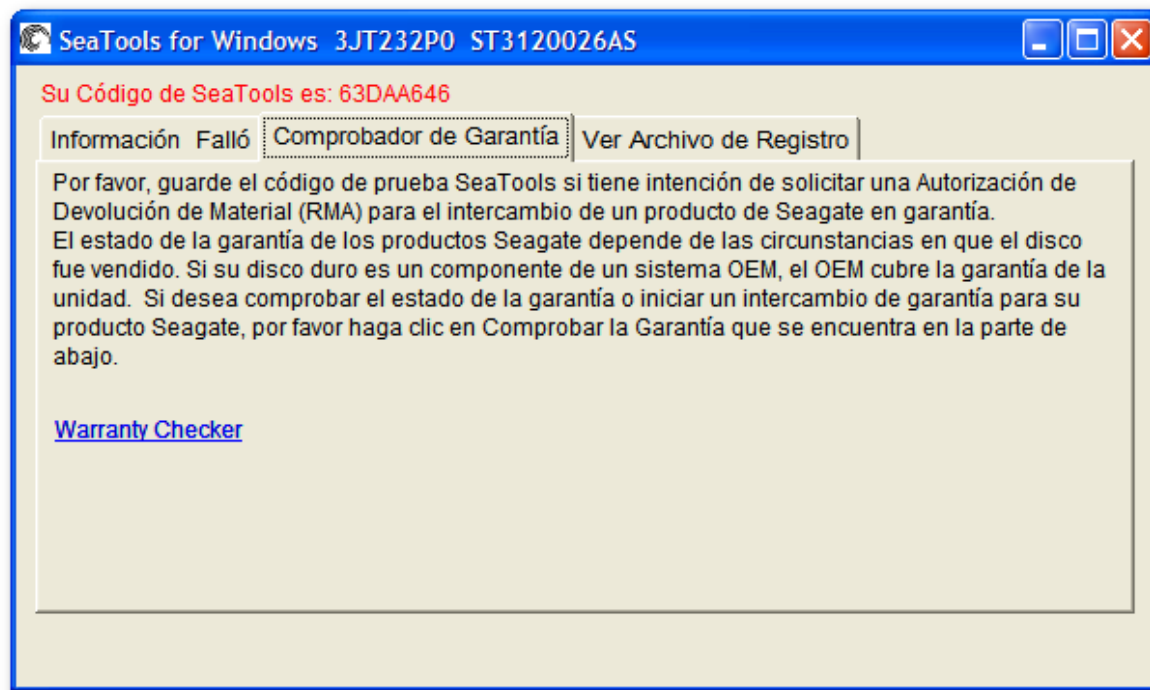 SeaTools for Windows  3JT232P0  ST3120026AS
Su Código de SeaTools es: 63DAA646
Información  Falló  Comprobador de Garantía  Ver Archivo de Registro
Por favor, guarde el código de prueba SeaTools si tiene intención de solicitar una Autorización de
Devolución de Material (RMA) para el intercambio de un producto de Seagate en garantía.
El estado de la garantía de los productos Seagate depende de las circunstancias en que el disco
fue vendido. Si su disco duro es un componente de un sistema OEM, el OEM cubre la garantía de la
unidad.  Si desea comprobar el estado de la garantía o iniciar un intercambio de garantía para su
producto Seagate, por favor haga clic en Comprobar la Garantía que se encuentra en la parte de
abajo.
Warranty Checker